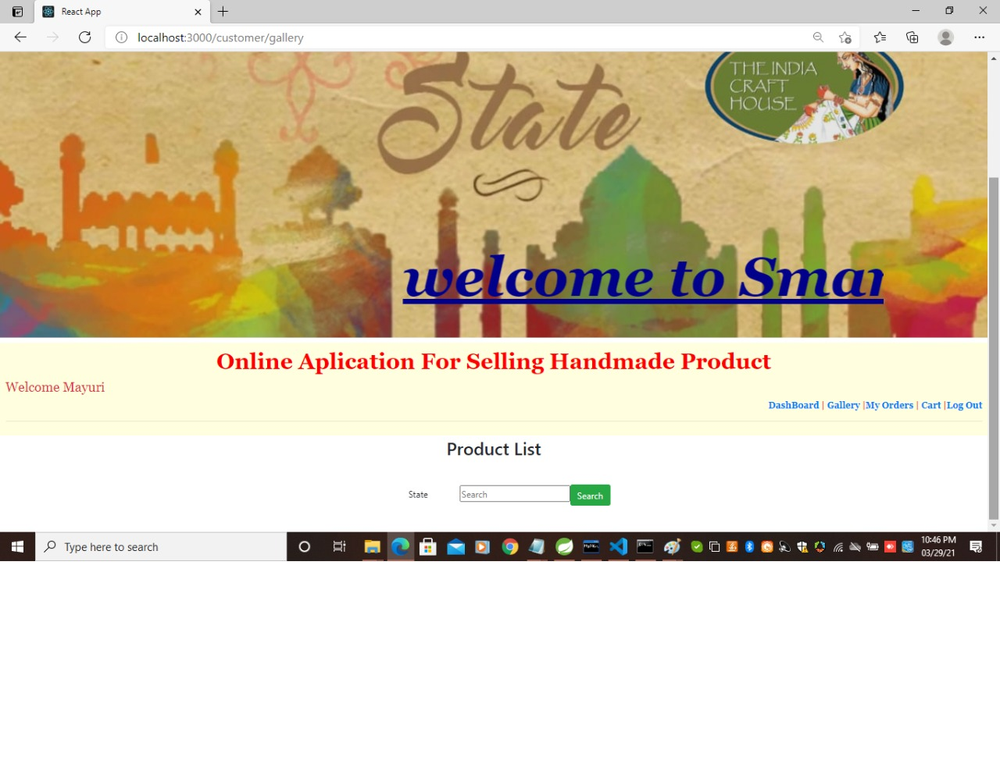 React App
localhost:3000/customer/gallery
State
THE INDIA
CRAFT
HOUSE
welcome to Smar
Online Aplication For Selling Handmade Product
Welcome Mayuri
DashBoard | Gallery |My Orders | Cart |Log Out
Product List
State Search Search
Type here to search
10:46 PM
03/29/21